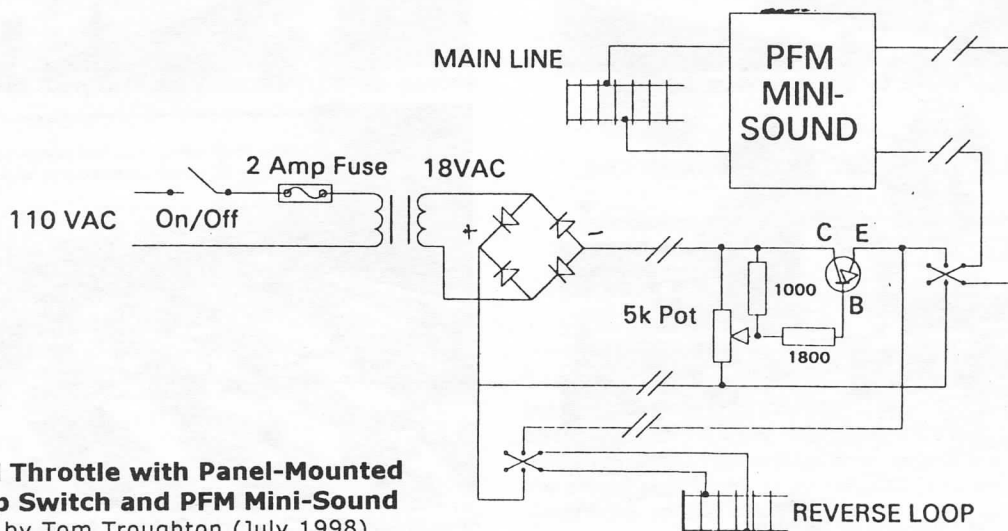 MAIN LINE
PFM
MINI-
SOUND
2 Amp Fuse
18VAC
110 VAC
On/Off
+
-
C
E
B
1000
5k Pot
1800
Throttle with Panel-Mounted
Switch and PFM Mini-Sound
by Tom Troughton (July 1998)
REVERSE LOOP